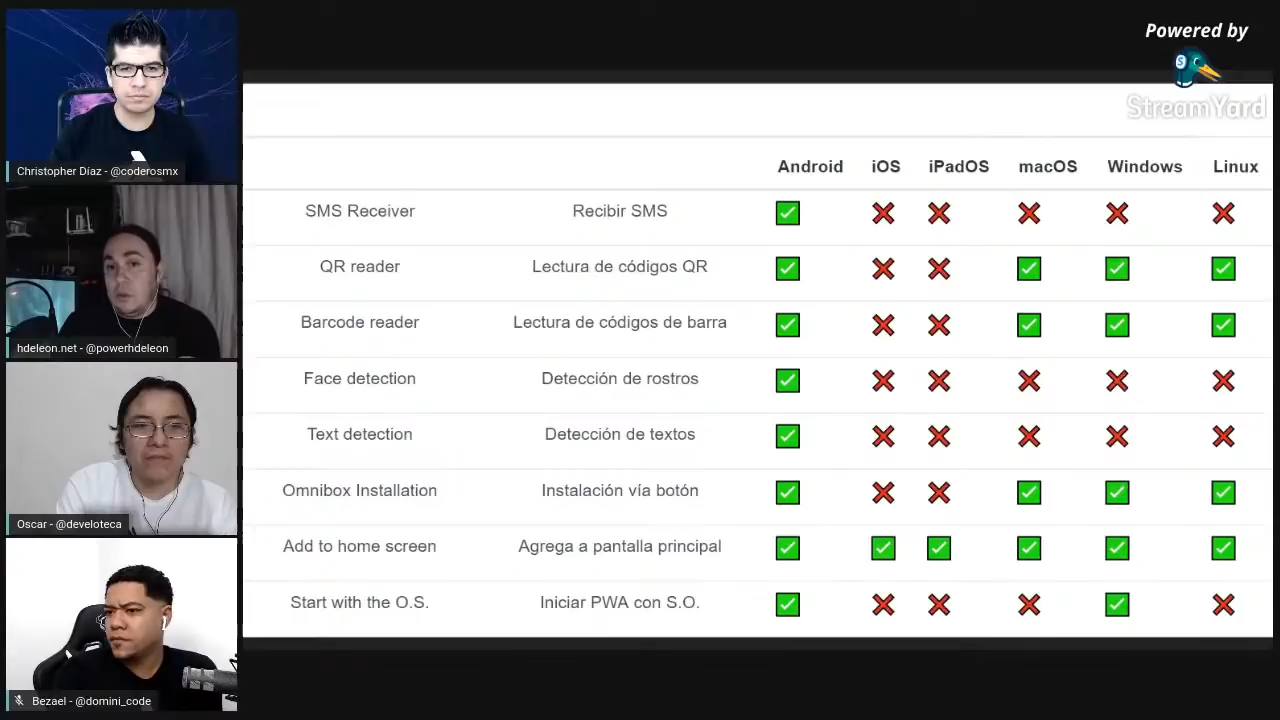 Powered by
StreamYard
Christopher Díaz - @coderosmx
hdeleon.net - @powerhdeleon
Oscar - @develoteca
Bezael - @domini_code
Android iOS iPadOS macOS Windows Linux
SMS Receiver Recibir SMS ✅ ❌ ❌ ❌ ❌ ❌
QR reader Lectura de códigos QR ✅ ❌ ❌ ✅ ✅ ✅
Barcode reader Lectura de códigos de barra ✅ ❌ ❌ ✅ ✅ ✅
Face detection Detección de rostros ✅ ❌ ❌ ❌ ❌ ❌
Text detection Detección de textos ✅ ❌ ❌ ❌ ❌ ❌
Omnibox Installation Instalación vía botón ✅ ❌ ❌ ✅ ✅ ✅
Add to home screen Agrega a pantalla principal ✅ ✅ ✅ ✅ ✅ ✅
Start with the O.S. Iniciar PWA con S.O. ✅ ❌ ❌ ❌ ✅ ❌